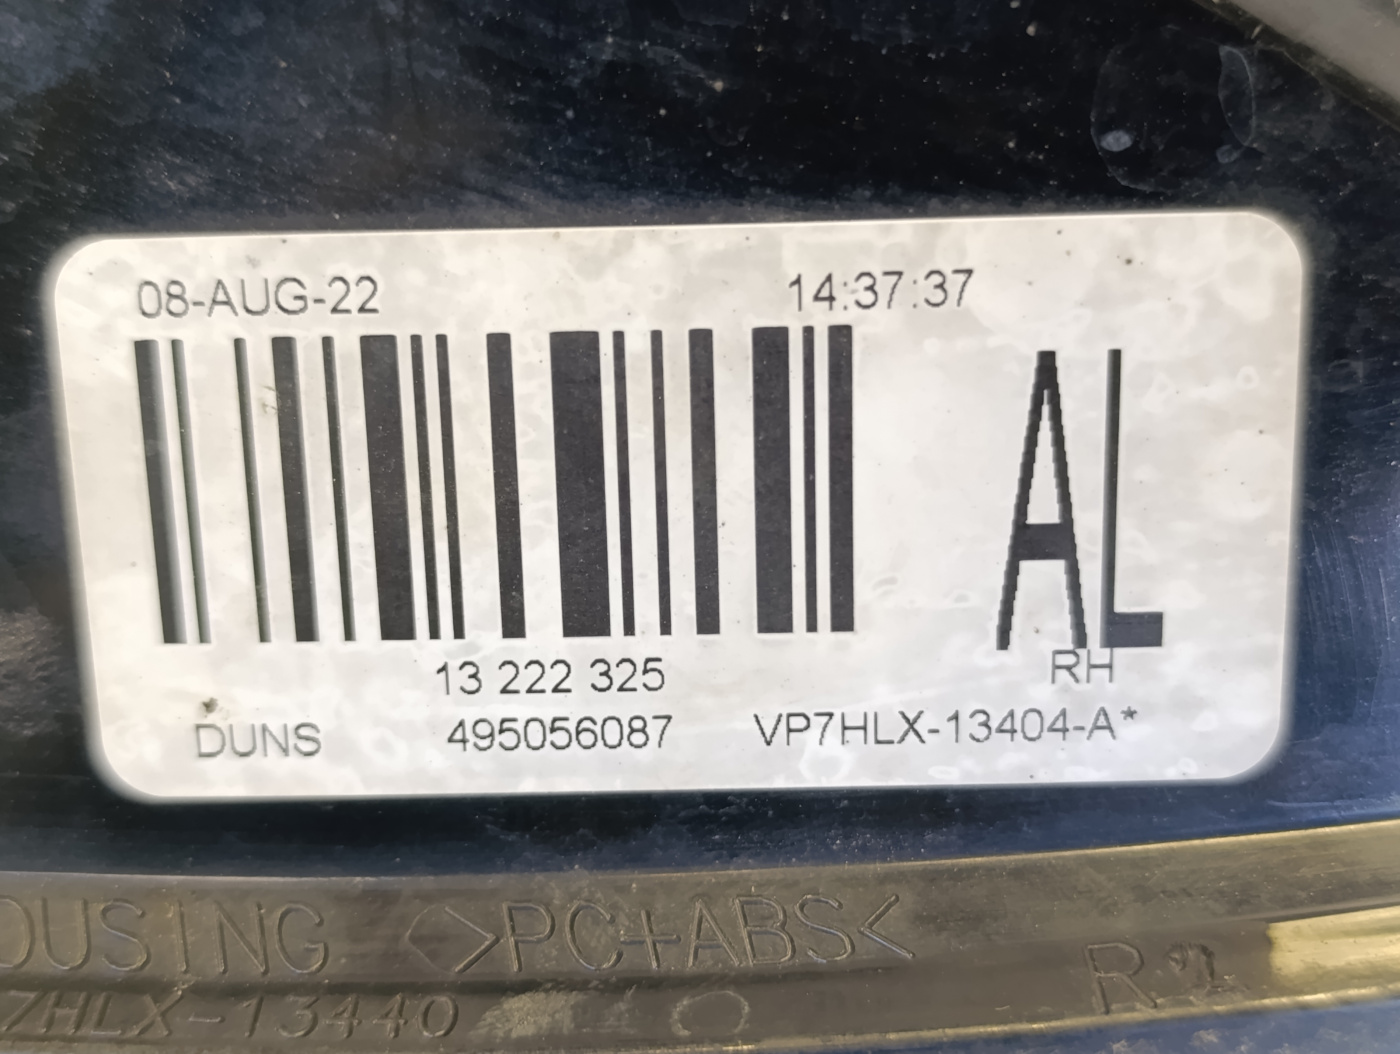 08-AUG-22 14:37:37
AL
13 222 325 RH
DUNS 495056087 VP7HLX-13404-A*
OUSING >PC+ABS<
7HLX-13440